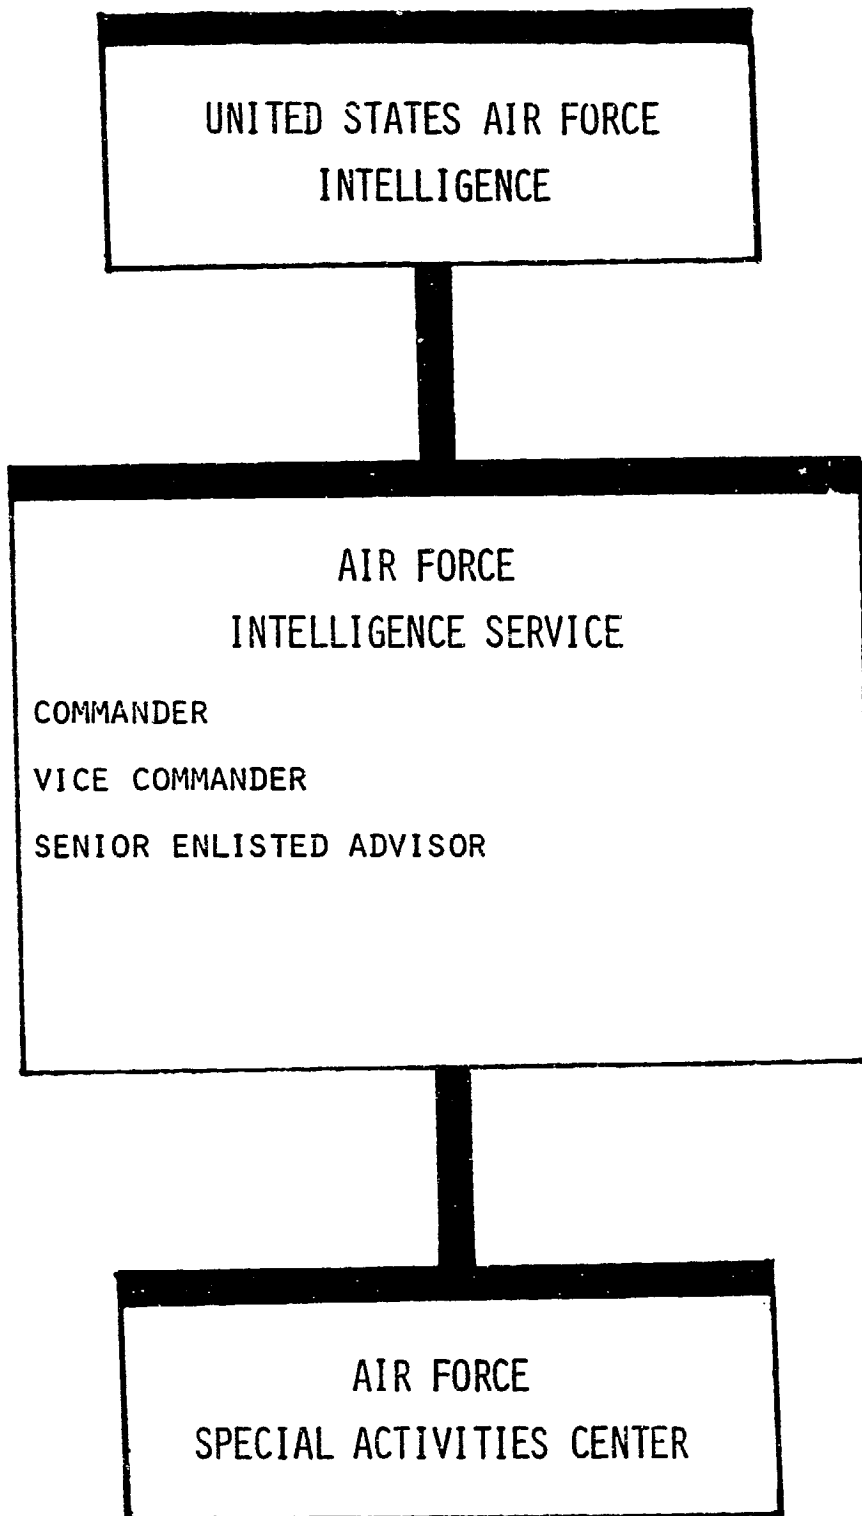 UNITED STATES AIR FORCE
INTELLIGENCE
AIR FORCE
INTELLIGENCE SERVICE
COMMANDER
VICE COMMANDER
SENIOR ENLISTED ADVISOR
AIR FORCE
SPECIAL ACTIVITIES CENTER